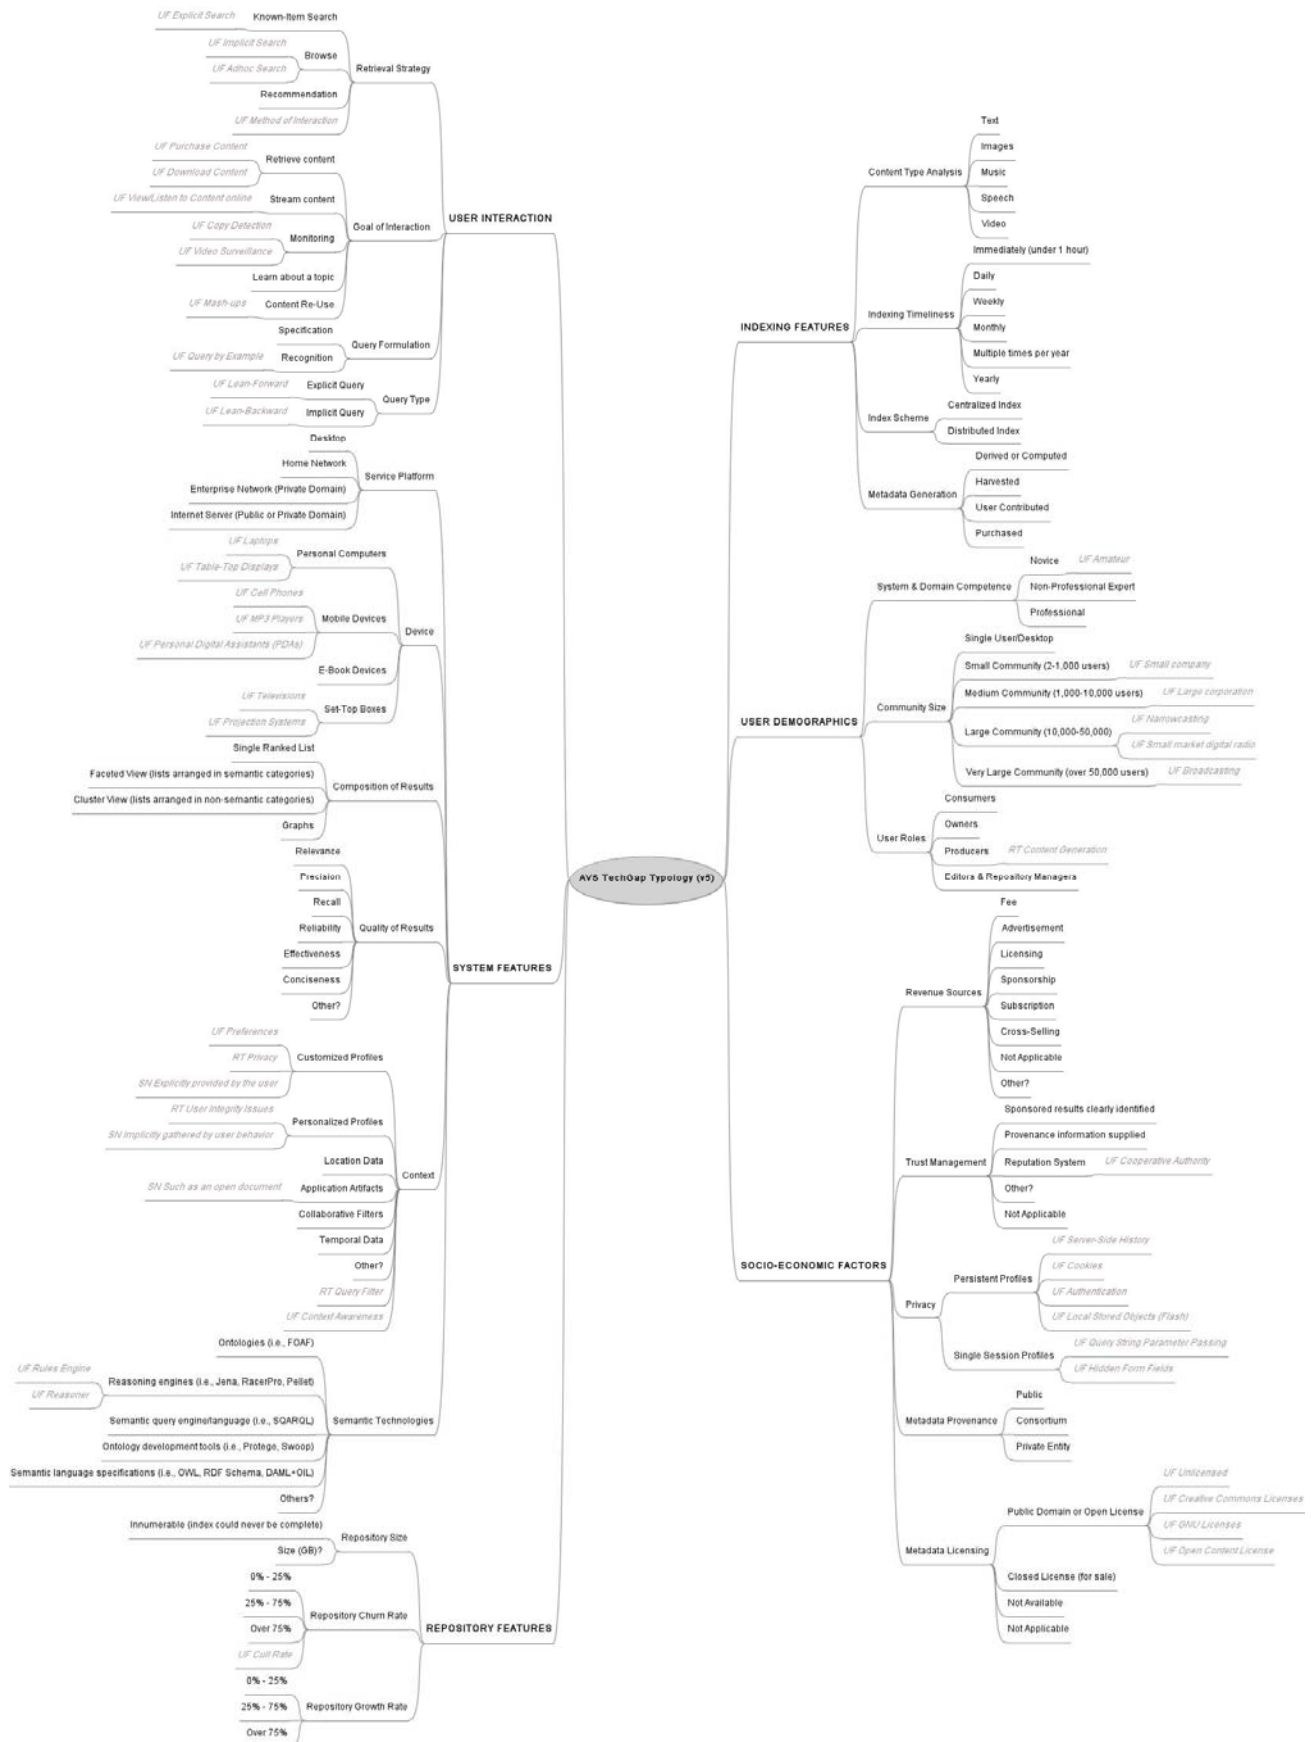 AVS TechGap Typology (v5)
USER INTERACTION
Retrieval Strategy
Known-Item Search
UF Explicit Search
Browse
UF Implicit Search
UF Adhoc Search
Recommendation
UF Method of Interaction
Goal of Interaction
Retrieve content
UF Purchase Content
UF Download Content
Stream content
UF View/Listen to Content online
Monitoring
UF Copy Detection
UF Video Surveillance
Learn about a topic
Content Re-Use
UF Mash-ups
Query Formulation
Specification
Recognition
UF Query by Example
Query Type
Explicit Query
UF Lean-Forward
Implicit Query
UF Lean-Backward
SYSTEM FEATURES
Service Platform
Desktop
Home Network
Enterprise Network (Private Domain)
Internet Server (Public or Private Domain)
Device
Personal Computers
UF Laptops
UF Table-Top Displays
Mobile Devices
UF Cell Phones
UF MP3 Players
UF Personal Digital Assistants (PDAs)
E-Book Devices
Set-Top Boxes
UF Televisions
UF Projection Systems
Composition of Results
Single Ranked List
Faceted View (lists arranged in semantic categories)
Cluster View (lists arranged in non-semantic categories)
Graphs
Quality of Results
Relevance
Precision
Recall
Reliability
Effectiveness
Conciseness
Other?
Context
Customized Profiles
UF Preferences
RT Privacy
SN Explicitly provided by the user
Personalized Profiles
RT User Integrity Issues
SN Implicitly gathered by user behavior
Location Data
Application Artifacts
SN Such as an open document
Collaborative Filters
Temporal Data
Other?
RT Query Filter
UF Context Awareness
Semantic Technologies
Ontologies (i.e., FOAF)
Reasoning engines (i.e., Jena, RacerPro, Pellet)
UF Rules Engine
UF Reasoner
Semantic query engine/language (i.e., SQARQL)
Ontology development tools (i.e., Protege, Swoop)
Semantic language specifications (i.e., OWL, RDF Schema, DAML+OIL)
Others?
REPOSITORY FEATURES
Repository Size
Innumerable (index could never be complete)
Size (GB)?
Repository Churn Rate
0% - 25%
25% - 75%
Over 75%
UF Cull Rate
Repository Growth Rate
0% - 25%
25% - 75%
Over 75%
INDEXING FEATURES
Content Type Analysis
Text
Images
Music
Speech
Video
Indexing Timeliness
Immediately (under 1 hour)
Daily
Weekly
Monthly
Multiple times per year
Yearly
Index Scheme
Centralized Index
Distributed Index
Metadata Generation
Derived or Computed
Harvested
User Contributed
Purchased
USER DEMOGRAPHICS
System & Domain Competence
Novice
UF Amateur
Non-Professional Expert
Professional
Community Size
Single User/Desktop
Small Community (2-1,000 users)
UF Small company
Medium Community (1,000-10,000 users)
UF Large corporation
Large Community (10,000-50,000)
UF Narrowcasting
UF Small market digital radio
Very Large Community (over 50,000 users)
UF Broadcasting
User Roles
Consumers
Owners
Producers
RT Content Generation
Editors & Repository Managers
SOCIO-ECONOMIC FACTORS
Revenue Sources
Fee
Advertisement
Licensing
Sponsorship
Subscription
Cross-Selling
Not Applicable
Other?
Trust Management
Sponsored results clearly identified
Provenance information supplied
Reputation System
UF Cooperative Authority
Other?
Not Applicable
Privacy
Persistent Profiles
UF Server-Side History
UF Cookies
UF Authentication
UF Local Stored Objects (Flash)
Single Session Profiles
UF Query String Parameter Passing
UF Hidden Form Fields
Metadata Provenance
Public
Consortium
Private Entity
Metadata Licensing
Public Domain or Open License
UF Unlicensed
UF Creative Commons Licenses
UF GNU Licenses
UF Open Content License
Closed License (for sale)
Not Available
Not Applicable